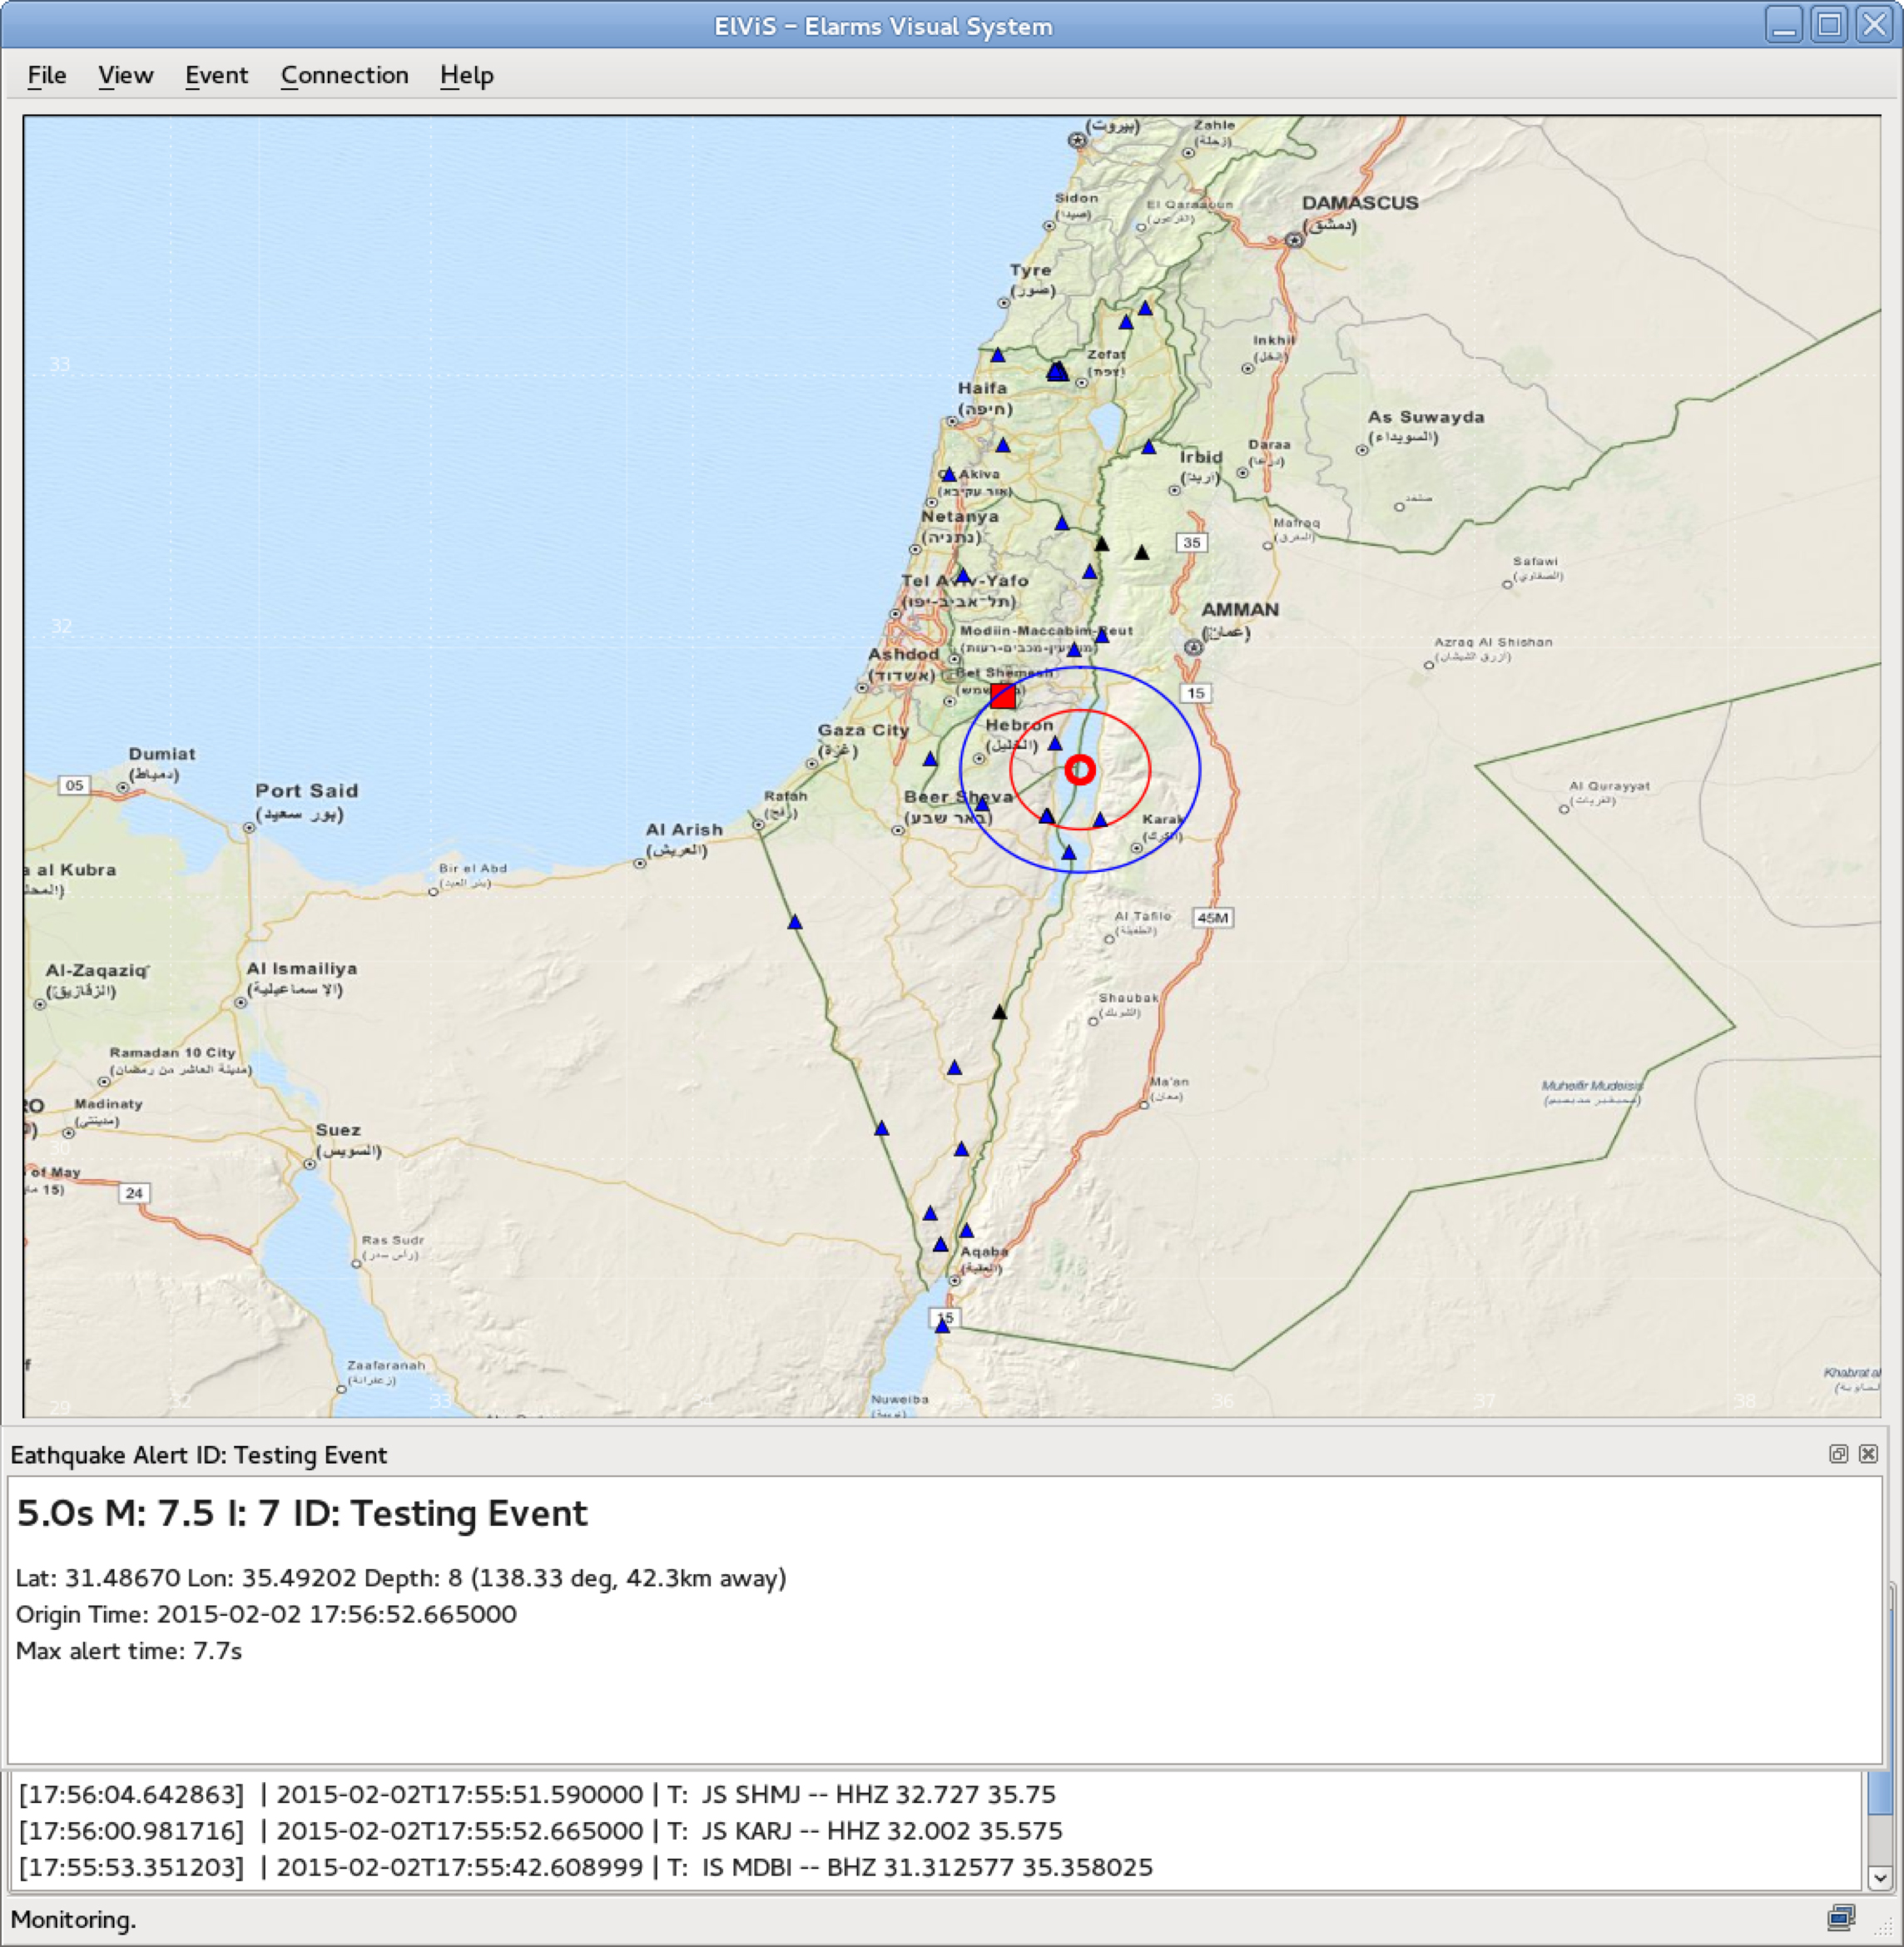 ElViS – Elarms Visual System
File View Event Connection Help
(بيروت)
Zahle
(زحلة)
Sidon
(صيدا)
El Qaraaoun
(القرعون)
DAMASCUS
(دمشق)
Tyre
(صور)
33
Zefat
(צפת)
Inkhil
(انخل)
Haifa
(חיפה)
As Suwayda
(السويداء)
Daraa
(درعا)
Irbid
(اربد)
Akiva
(אור עקיבא)
صلخد
Netanya
(נתניה)
35
Mafraq
(المفرق)
Safawi
(الصفاوي)
Tel Aviv-Yafo
(תל-אביב-יפו)
AMMAN
(عمان)
32
Modiin-Maccabim-Reut
Azraq Al Shishan
(ازرق الشيشان)
Ashdod
(אשדוד)
Bet Shemesh
15
Hebron
(الخليل)
Gaza City
(غزة)
Dumiat
(دمياط)
05
Port Said
(بور سعيد)
Rafah
(رفح)
Beer Sheva
(באר שבע)
Karak
(الكرك)
Al Qurayyat
(القريات)
Al Arish
(العريش)
a al Kubra
Bir el Abd
(بئر العبد)
Al Tafila
(الطفيلة)
45M
Al-Zaqaziq
(الزقازيق)
Al Ismailiya
(الإسماعيلية)
Shaubak
(الشوبك)
Ramadan 10 City
(مدينة العاشر من رمضان)
Ma'an
(معان)
Muheifir Mudeisis
Madinaty
(مدينتي)
Suez
(السويس)
30
of May
24
Ras Sudr
(رأس سدر)
Aqaba
(العقبة)
15
Zaafaranah
(زعفرانة)
Nuweiba
Khabrat al
29 32 33 36 37 38
Eathquake Alert ID: Testing Event
5.0s M: 7.5 I: 7 ID: Testing Event
Lat: 31.48670 Lon: 35.49202 Depth: 8 (138.33 deg, 42.3km away)
Origin Time: 2015-02-02 17:56:52.665000
Max alert time: 7.7s
[17:56:04.642863] | 2015-02-02T17:55:51.590000 | T: JS SHMJ -- HHZ 32.727 35.75
[17:56:00.981716] | 2015-02-02T17:55:52.665000 | T: JS KARJ -- HHZ 32.002 35.575
[17:55:53.351203] | 2015-02-02T17:55:42.608999 | T: IS MDBI -- BHZ 31.312577 35.358025
Monitoring.